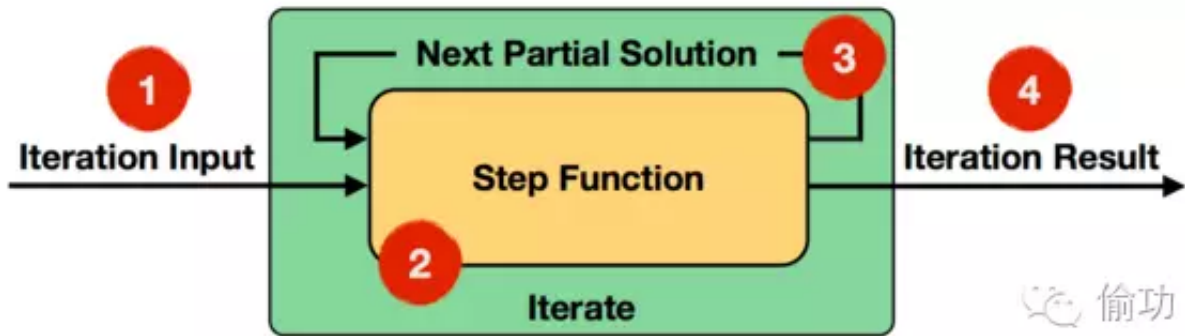 Next Partial Solution
3
1
4
Iteration Input
Iteration Result
Step Function
2
Iterate
偷功